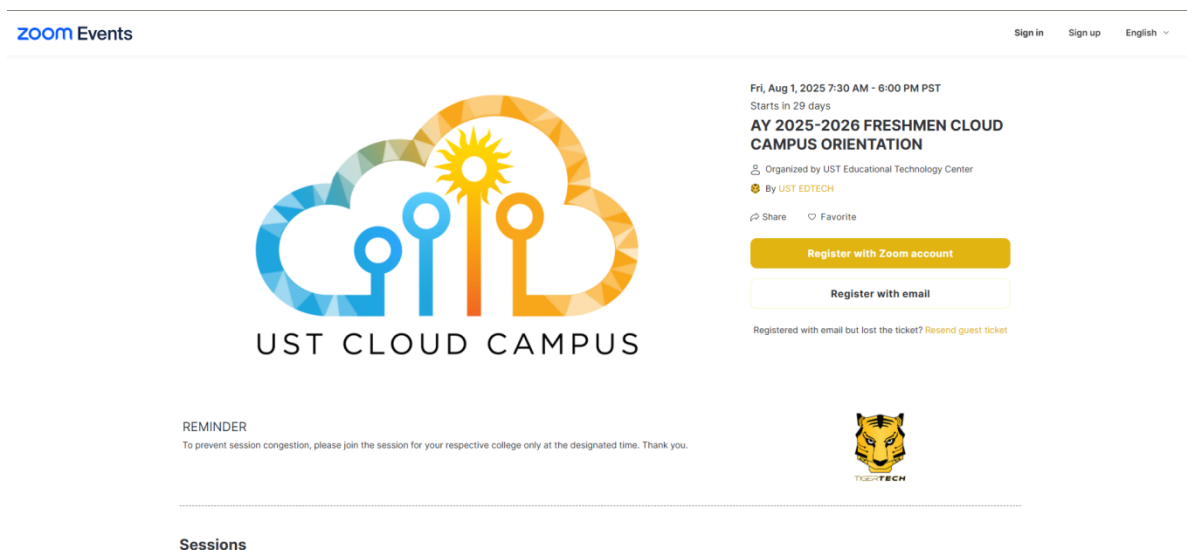 zoom Events
Sign in
Sign up
English
Fri, Aug 1, 2025 7:30 AM - 6:00 PM PST
Starts in 29 days
AY 2025-2026 FRESHMEN CLOUD
CAMPUS ORIENTATION
Organized by UST Educational Technology Center
By UST EDTECH
Share
Favorite
Register with Zoom account
Register with email
Registered with email but lost the ticket? Resend guest ticket
UST CLOUD CAMPUS
REMINDER
To prevent session congestion, please join the session for your respective college only at the designated time. Thank you.
TIGERTECH
Sessions